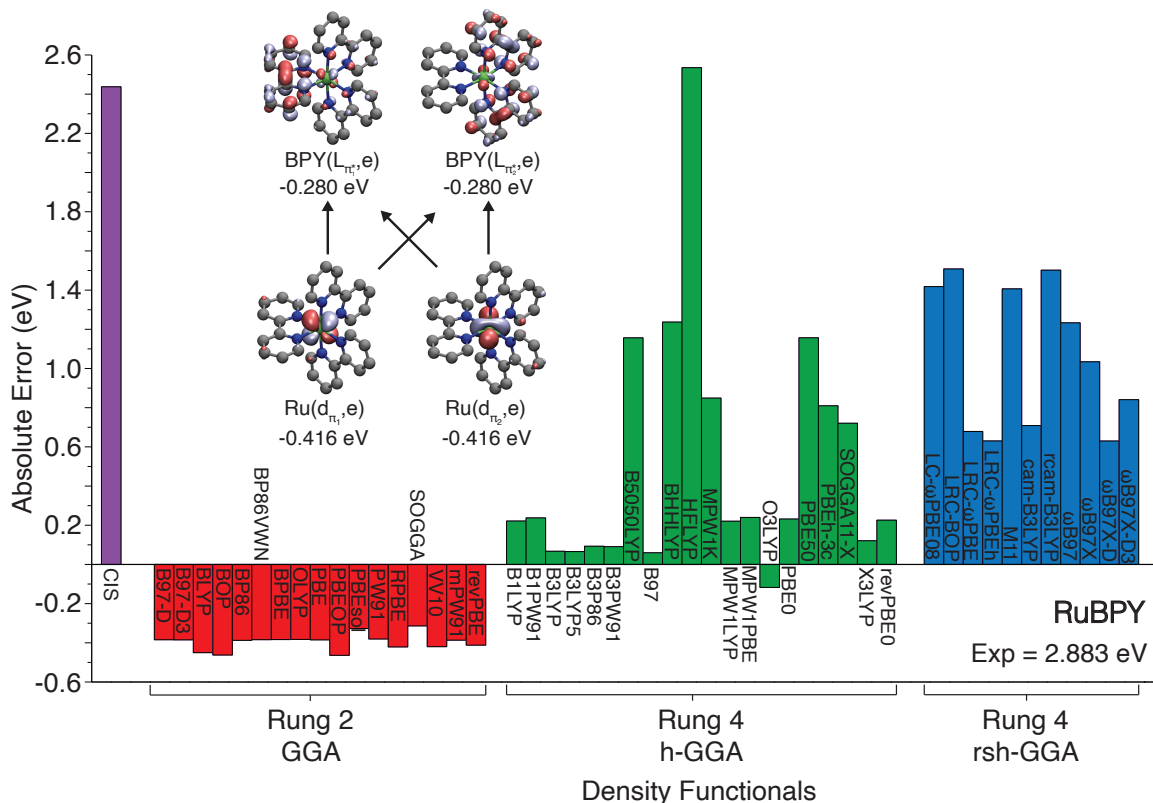 Absolute Error (eV)
2.6
2.2
1.8
1.4
1.0
0.6
0.2
-0.2
-0.6
BPY(Lπ*1,e)
-0.280 eV
BPY(Lπ*2,e)
-0.280 eV
Ru(dπ1,e)
-0.416 eV
Ru(dπ2,e)
-0.416 eV
CIS
B97-D
B97-D3
BLYP
BOP
BP86
BP86VWN
BPBE
OLYP
PBE
PBEOP
PBEsol
PW91
RPBE
SOGGA
VV10
mPW91
revPBE
B1LYP
B1PW91
B3LYP
B3LYP5
B3P86
B3PW91
B5050LYP
B97
BHHLYP
HFLYP
MPW1K
MPW1LYP
MPW1PBE
O3LYP
PBE0
PBE50
PBEh-3c
SOGGA11-X
X3LYP
revPBE0
LC-ωPBE08
LRC-BOP
LRC-ωPBE
LRC-ωPBEh
M11
cam-B3LYP
rcam-B3LYP
ωB97
ωB97X
ωB97X-D
ωB97X-D3
RuBPY
Exp = 2.883 eV
Rung 2
GGA
Rung 4
h-GGA
Rung 4
rsh-GGA
Density Functionals